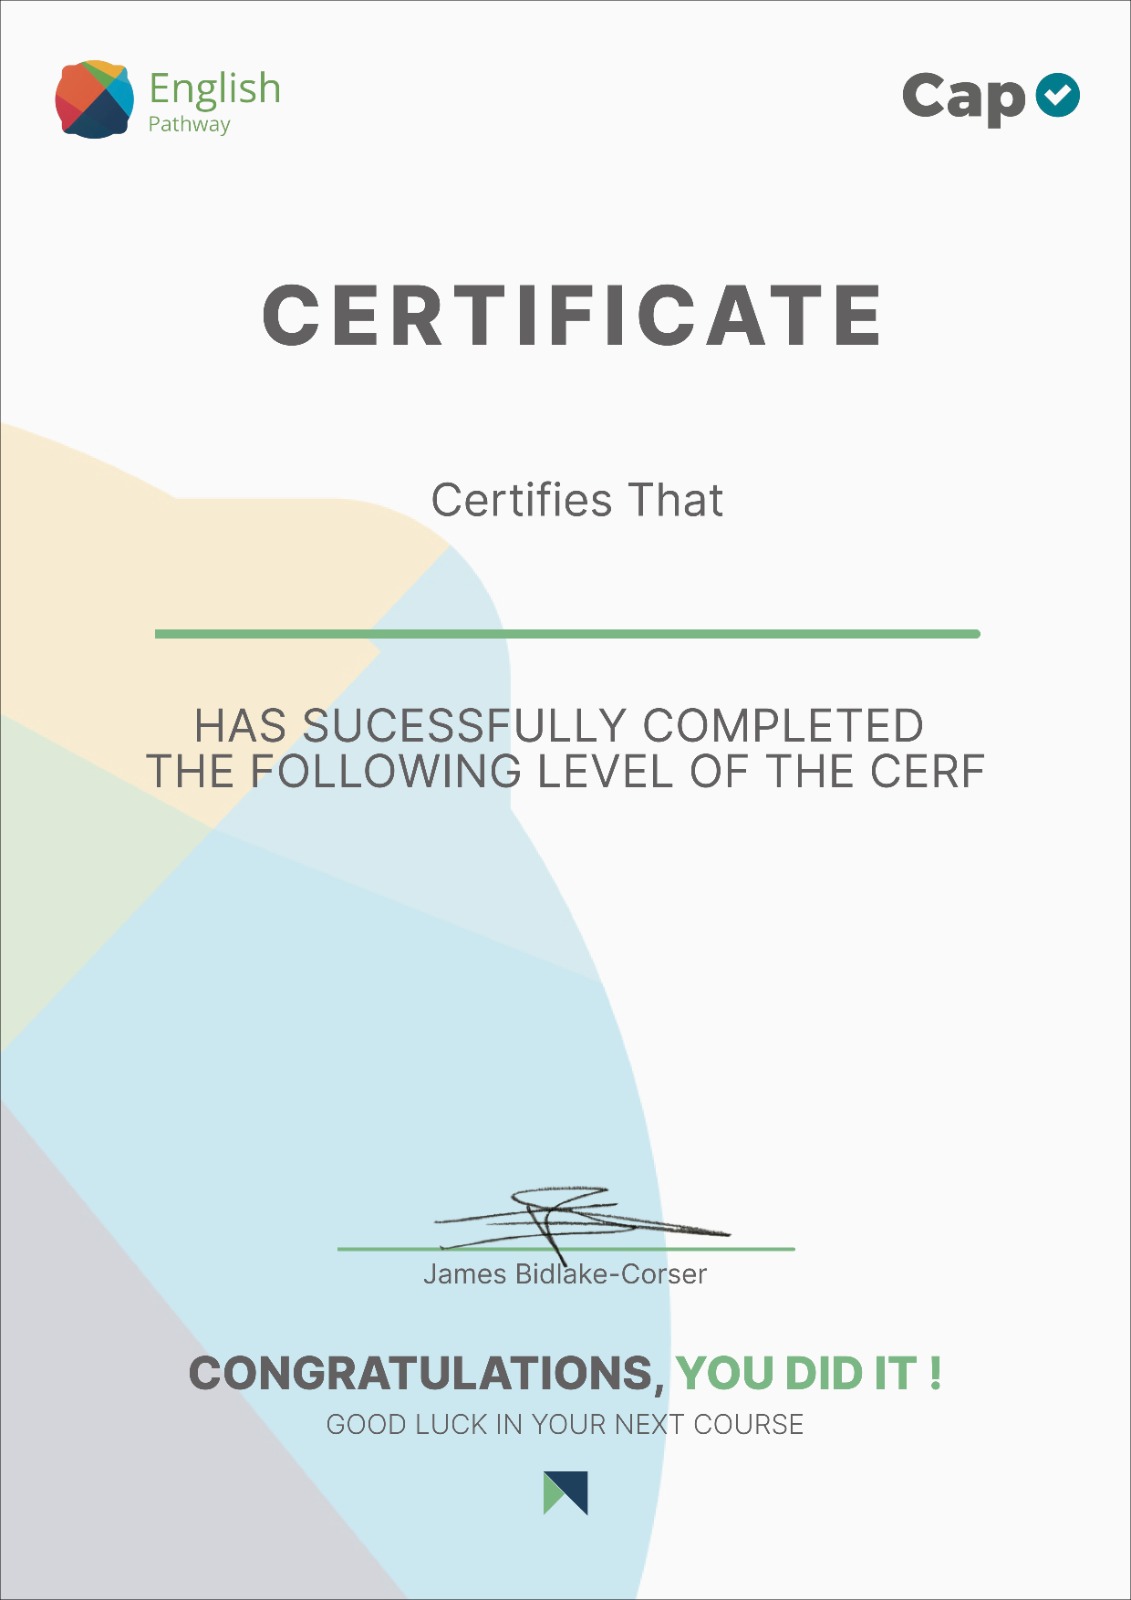 English
Pathway
Cap
CERTIFICATE
Certifies That
HAS SUCESSFULLY COMPLETED
THE FOLLOWING LEVEL OF THE CERF
James Bidlake-Corser
CONGRATULATIONS, YOU DID IT !
GOOD LUCK IN YOUR NEXT COURSE